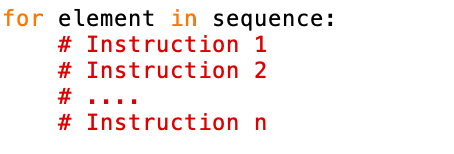 for element in sequence:
    # Instruction 1
    # Instruction 2
    # ....
    # Instruction n